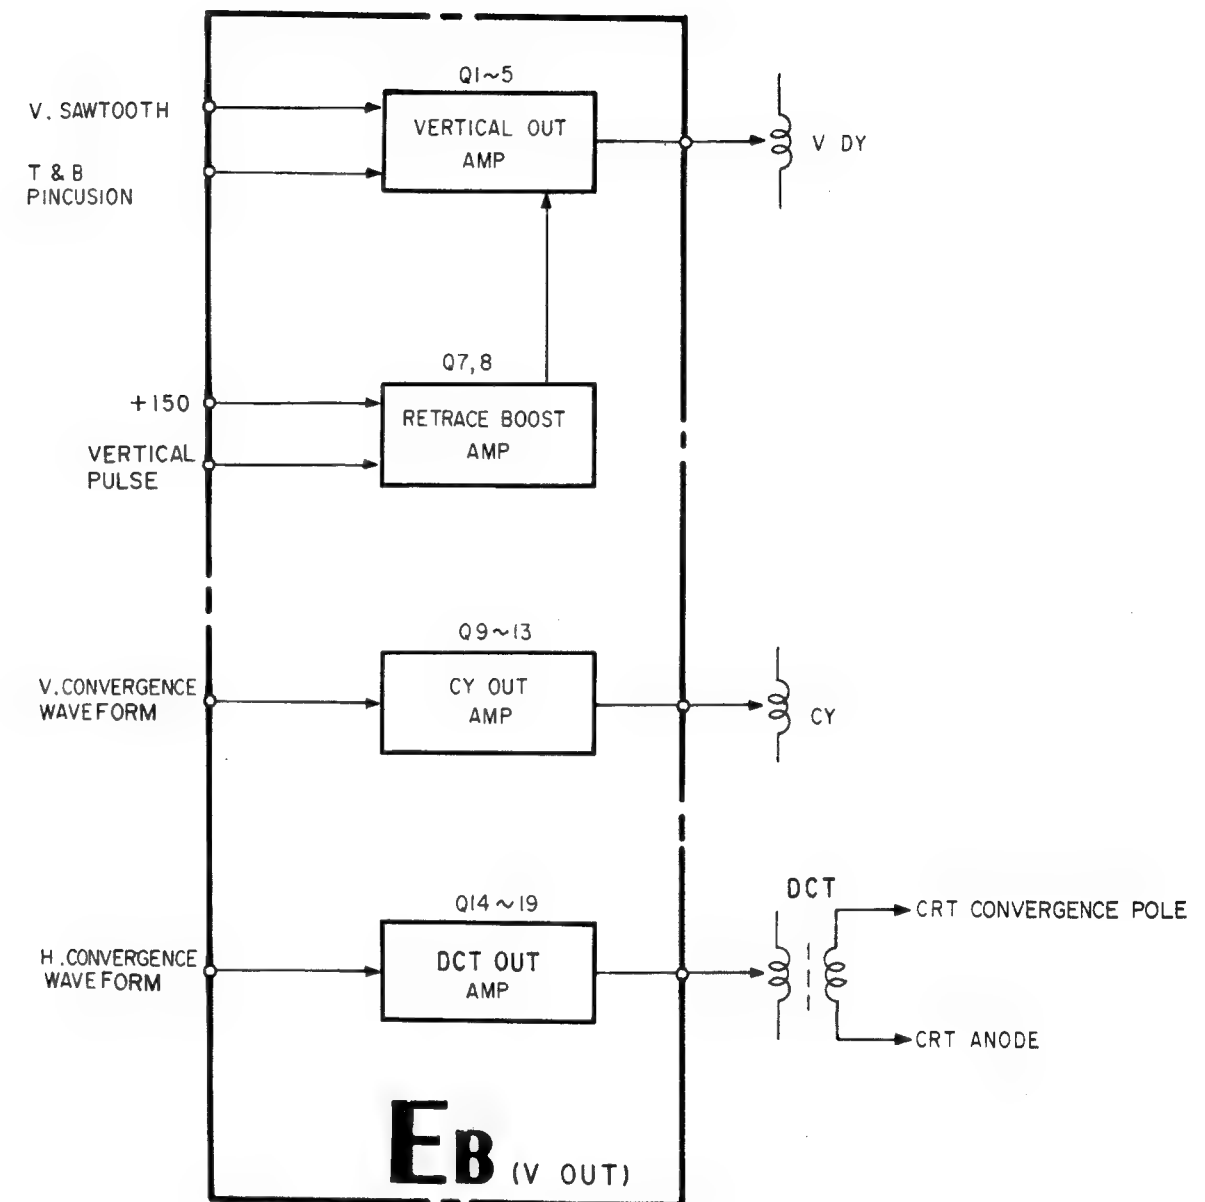 Q1~5
V. SAWTOOTH
VERTICAL OUT
AMP
V DY
T & B
PINCUSION
Q7, 8
+150
RETRACE BOOST
AMP
VERTICAL
PULSE
Q9~13
V. CONVERGENCE
WAVEFORM
CY OUT
AMP
CY
DCT
Q14~19
CRT CONVERGENCE POLE
H. CONVERGENCE
WAVEFORM
DCT OUT
AMP
CRT ANODE
EB (V OUT)